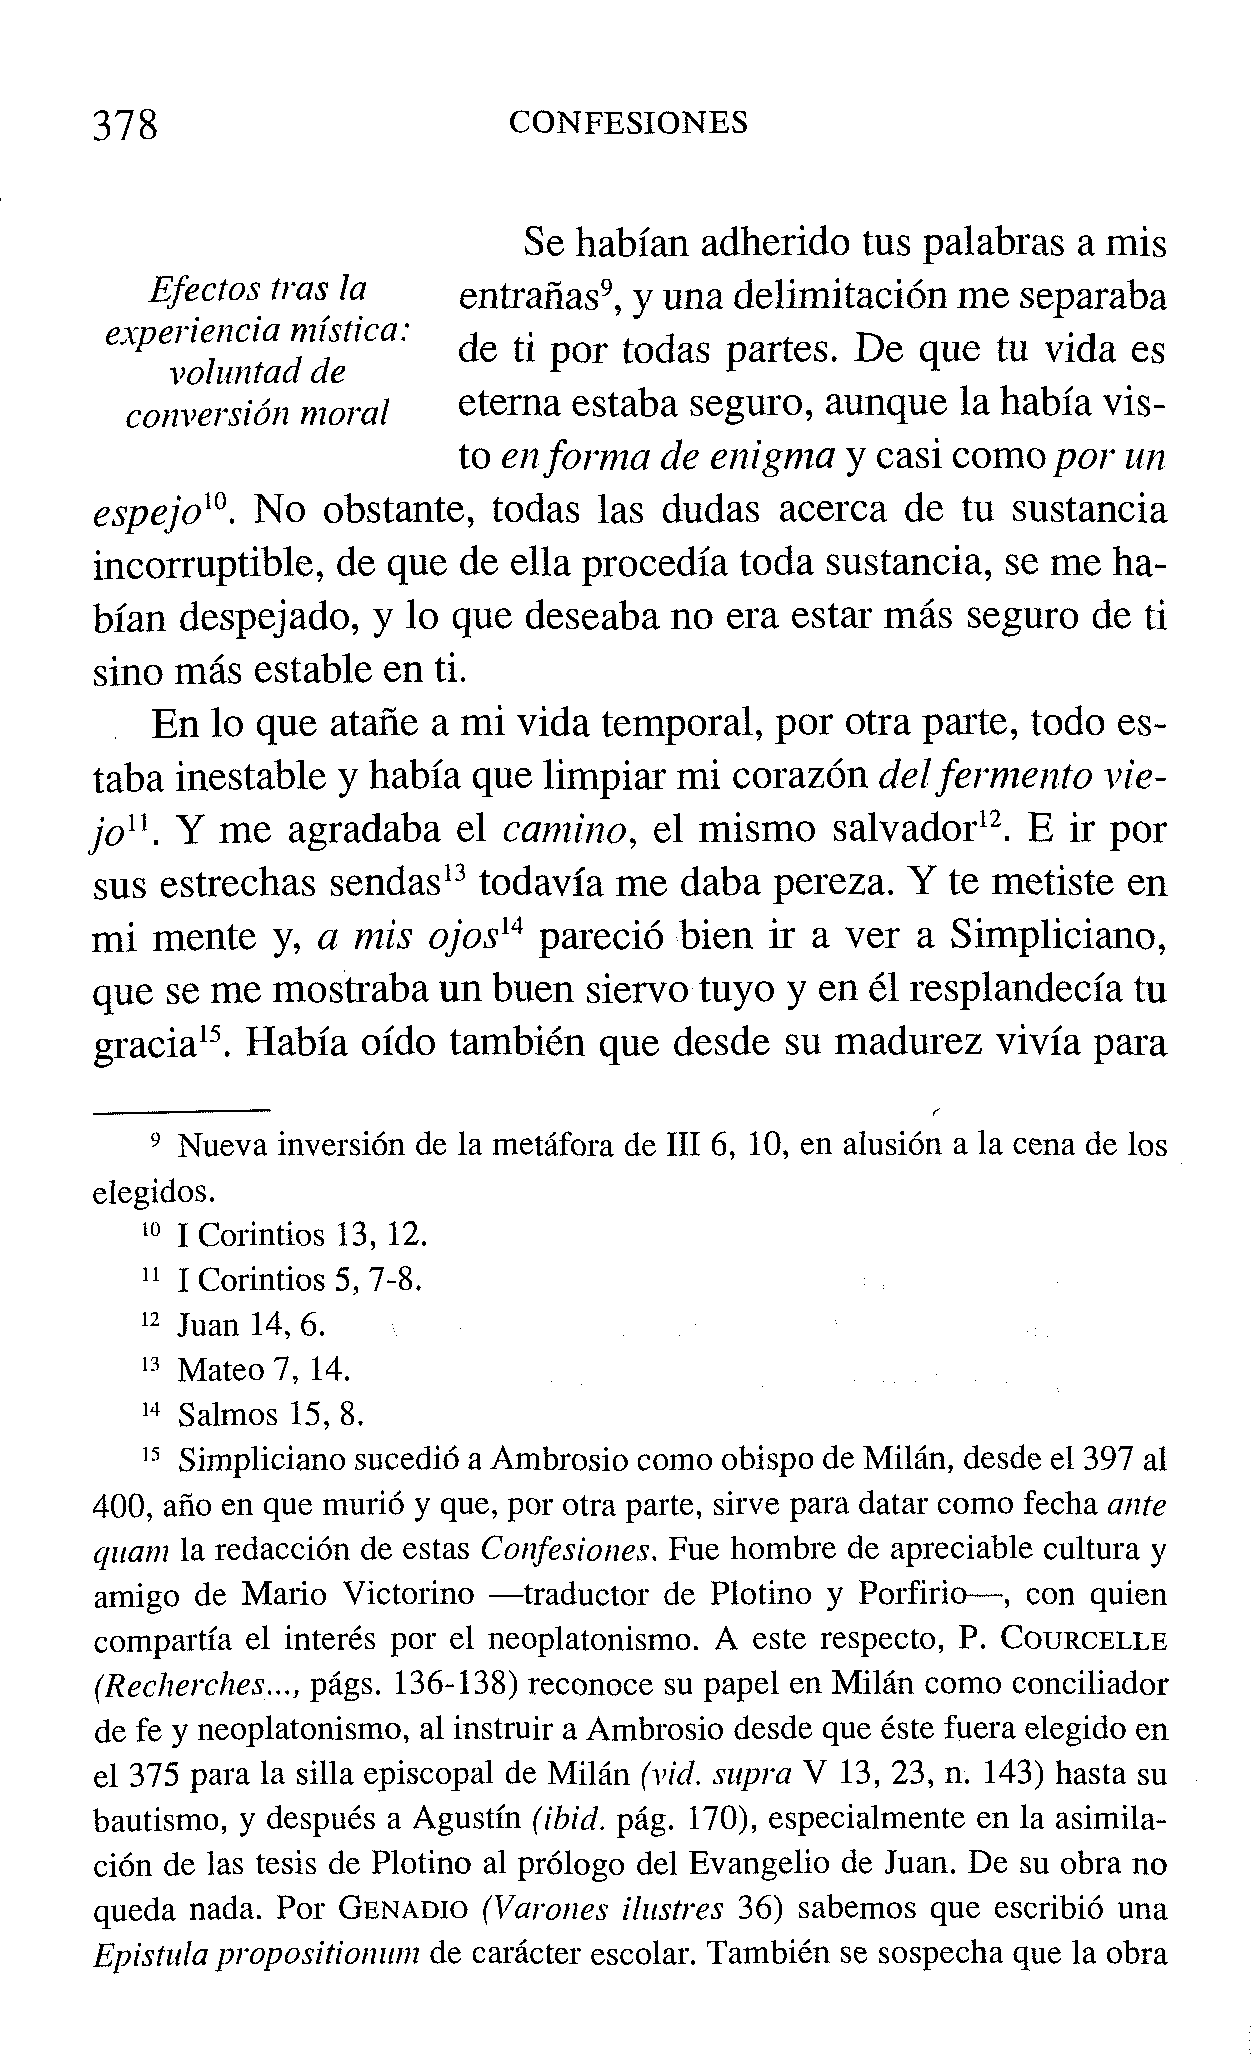 378
CONFESIONES
Efectos tras la
experiencia mística:
voluntad de
conversión moral
Se habían adherido tus palabras a mis
entrañas⁹, y una delimitación me separaba
de ti por todas partes. De que tu vida es
eterna estaba seguro, aunque la había vis-
to en forma de enigma y casi como por un
espejo¹⁰. No obstante, todas las dudas acerca de tu sustancia
incorruptible, de que de ella procedía toda sustancia, se me ha-
bían despejado, y lo que deseaba no era estar más seguro de ti
sino más estable en ti.
En lo que atañe a mi vida temporal, por otra parte, todo es-
taba inestable y había que limpiar mi corazón del fermento vie-
jo¹¹. Y me agradaba el camino, el mismo salvador¹². E ir por
sus estrechas sendas¹³ todavía me daba pereza. Y te metiste en
mi mente y, a mis ojos¹⁴ pareció bien ir a ver a Simpliciano,
que se me mostraba un buen siervo tuyo y en él resplandecía tu
gracia¹⁵. Había oído también que desde su madurez vivía para
⁹ Nueva inversión de la metáfora de III 6, 10, en alusión a la cena de los
elegidos.
¹⁰ I Corintios 13, 12.
¹¹ I Corintios 5, 7-8.
¹² Juan 14, 6.
¹³ Mateo 7, 14.
¹⁴ Salmos 15, 8.
¹⁵ Simpliciano sucedió a Ambrosio como obispo de Milán, desde el 397 al
400, año en que murió y que, por otra parte, sirve para datar como fecha ante
quam la redacción de estas Confesiones. Fue hombre de apreciable cultura y
amigo de Mario Victorino —traductor de Plotino y Porfirio—, con quien
compartía el interés por el neoplatonismo. A este respecto, P. COURCELLE
(Recherches..., págs. 136-138) reconoce su papel en Milán como conciliador
de fe y neoplatonismo, al instruir a Ambrosio desde que éste fuera elegido en
el 375 para la silla episcopal de Milán (vid. supra V 13, 23, n. 143) hasta su
bautismo, y después a Agustín (ibid. pág. 170), especialmente en la asimila-
ción de las tesis de Plotino al prólogo del Evangelio de Juan. De su obra no
queda nada. Por GENADIO (Varones ilustres 36) sabemos que escribió una
Epistula propositionum de carácter escolar. También se sospecha que la obra